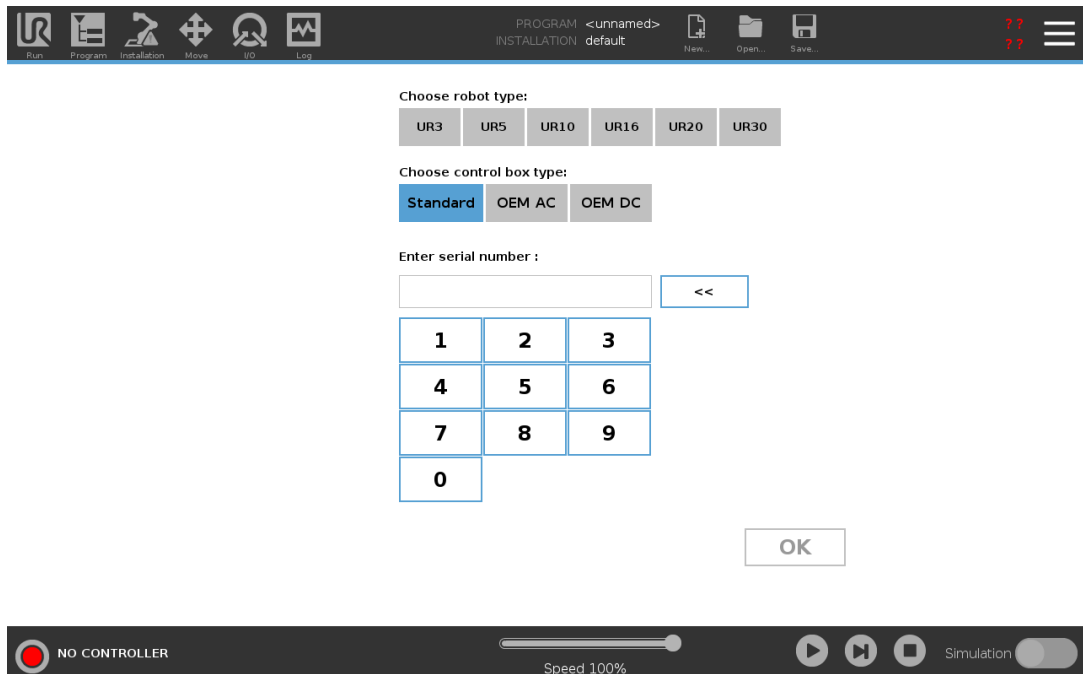 PROGRAM <unnamed>
INSTALLATION default
Run Program Installation Move I/O Log New... Open... Save...
? ?
? ?
Choose robot type:
UR3 UR5 UR10 UR16 UR20 UR30
Choose control box type:
Standard OEM AC OEM DC
Enter serial number :
<<
1 2 3
4 5 6
7 8 9
0
OK
NO CONTROLLER
Speed 100%
Simulation